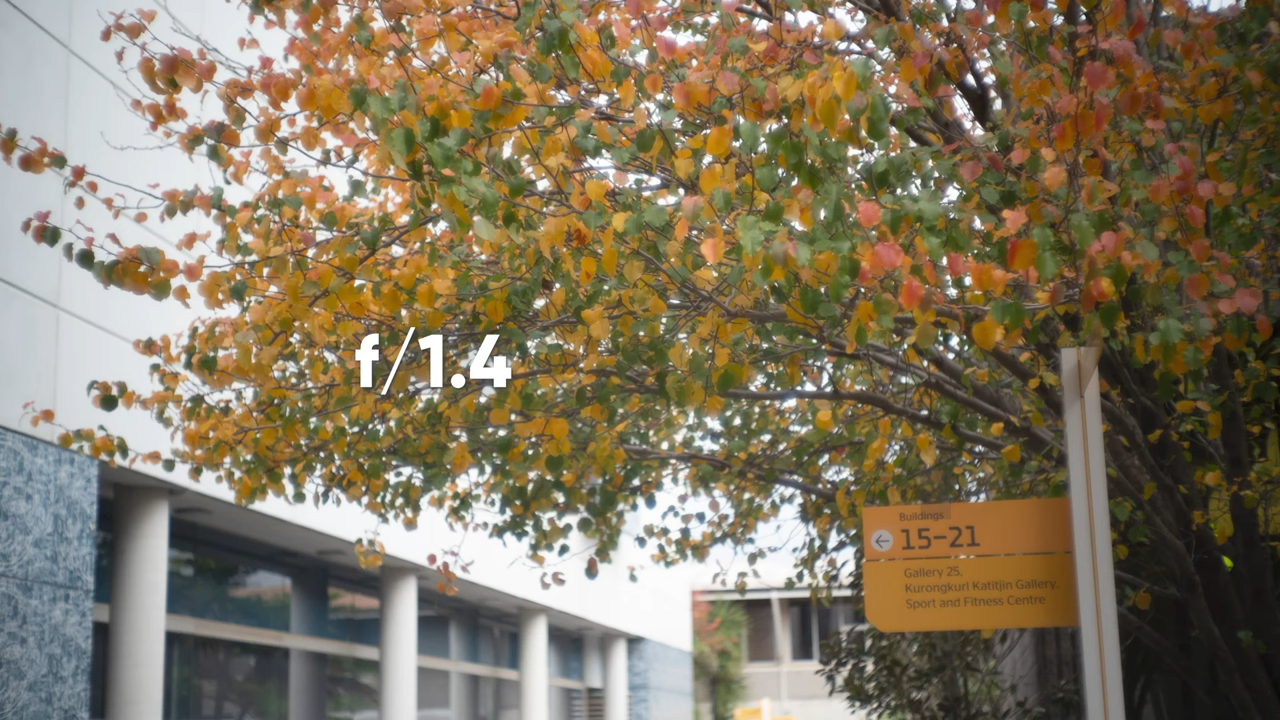 f/1.4
Buildings
15-21
Gallery 25,
Kurongkurl Katitjin Gallery,
Sport and Fitness Centre